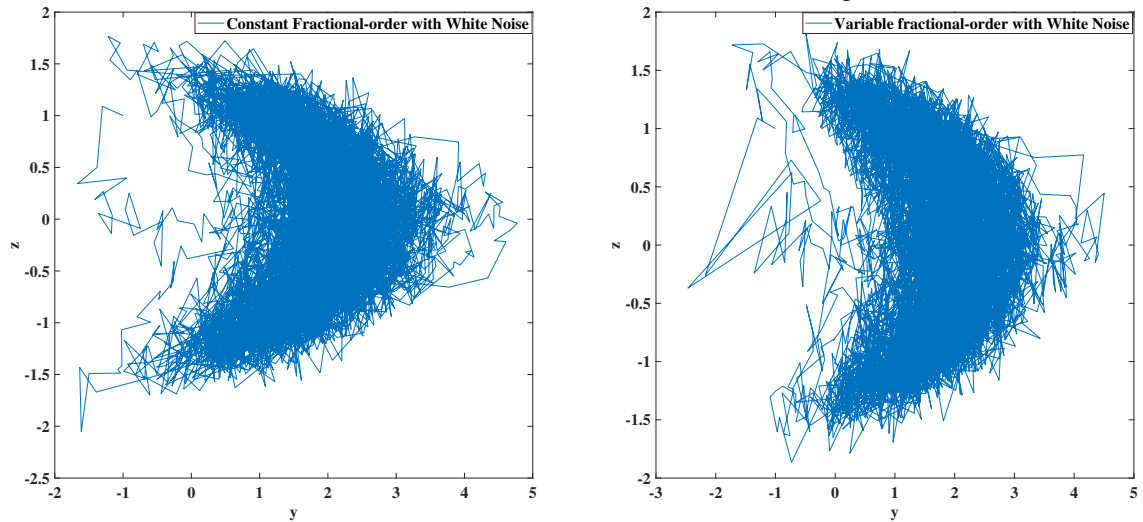 Constant Fractional-order with White Noise
2
1.5
1
0.5
0
-0.5
-1
-1.5
-2
-2.5
z
-2 -1 0 1 2 3 4 5
y
Variable fractional-order with White Noise
2
1.5
1
0.5
0
-0.5
-1
-1.5
-2
z
-3 -2 -1 0 1 2 3 4 5
y